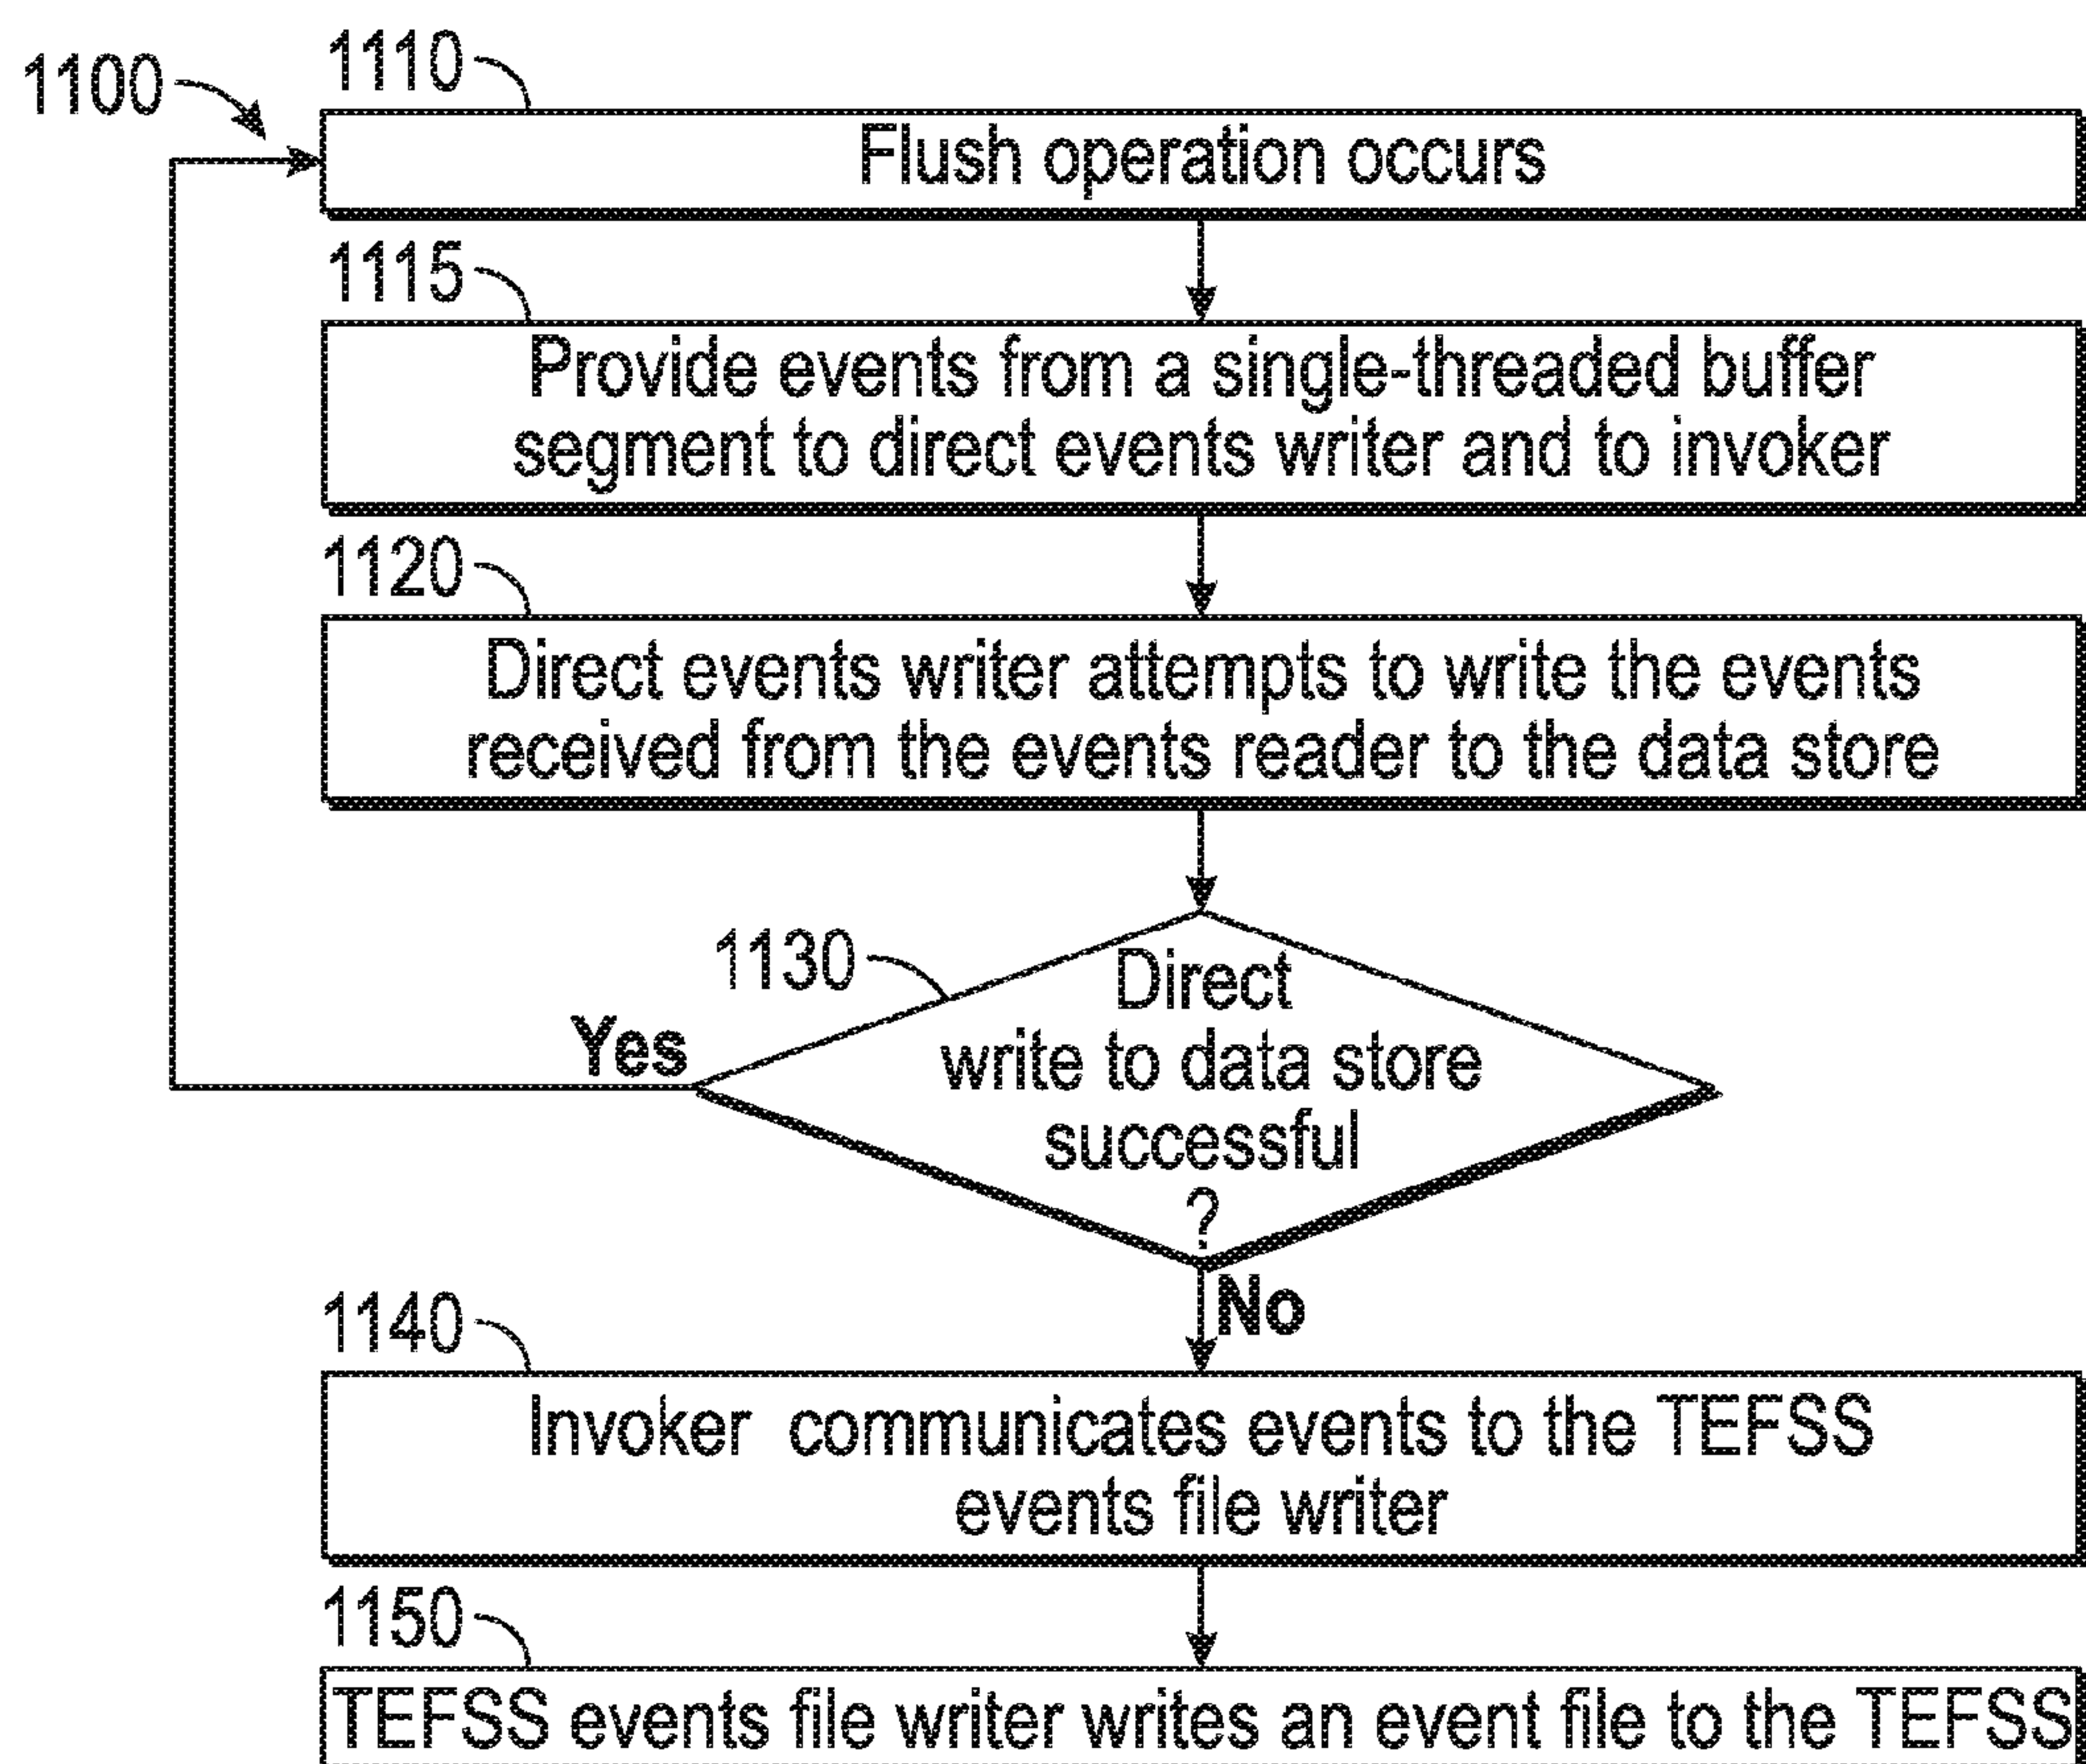 1100
1110
Flush operation occurs
1115
Provide events from a single-threaded buffer
segment to direct events writer and to invoker
1120
Direct events writer attempts to write the events
received from the events reader to the data store
1130
Direct
write to data store
successful
?
Yes
No
1140
Invoker communicates events to the TEFSS
events file writer
1150
TEFSS events file writer writes an event file to the TEFSS